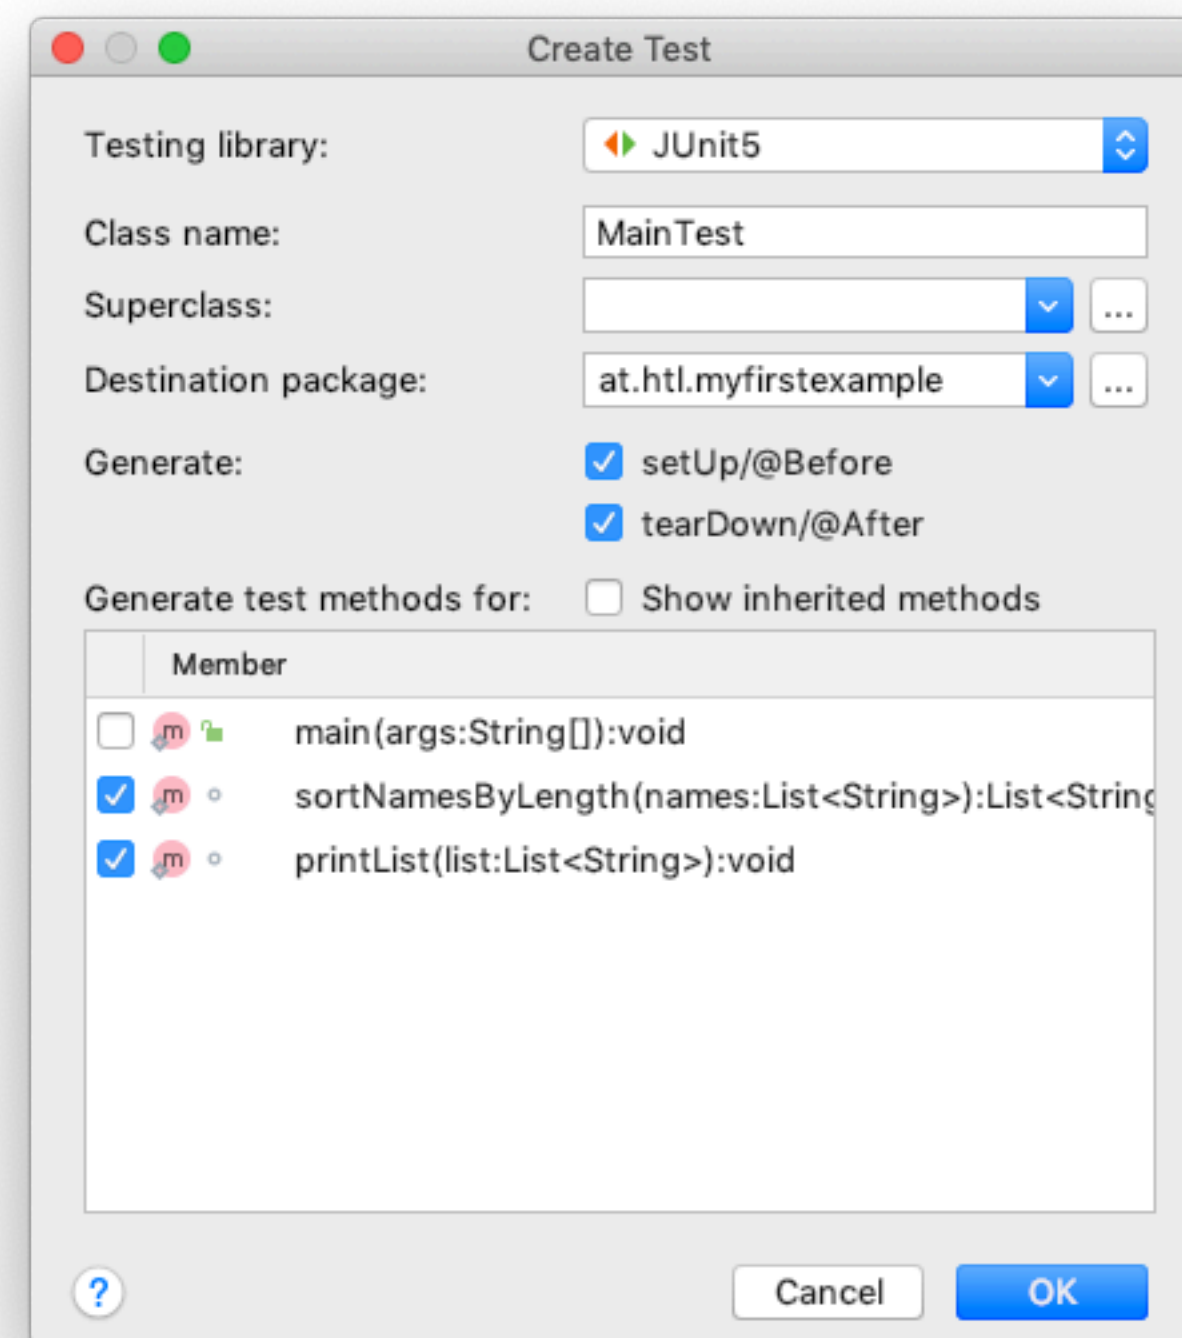 Create Test
Testing library: JUnit5
Class name: MainTest
Superclass: ...
Destination package: at.htl.myfirstexample ...
Generate: setUp/@Before
tearDown/@After
Generate test methods for: Show inherited methods
Member
m main(args:String[]):void
m sortNamesByLength(names:List<String>):List<String
m printList(list:List<String>):void
? Cancel OK